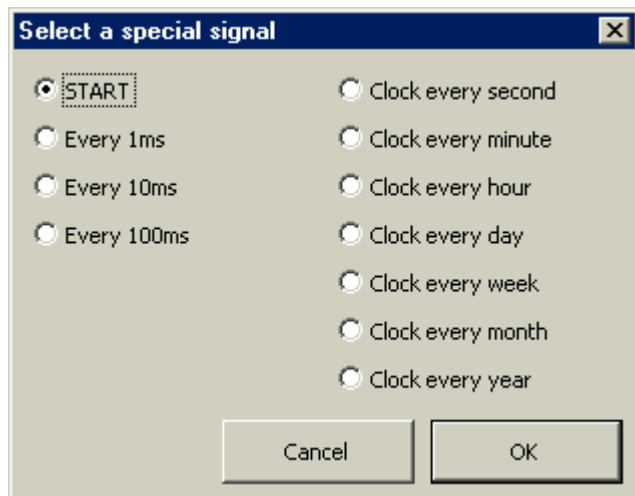 Select a special signal
START
Every 1ms
Every 10ms
Every 100ms
Clock every second
Clock every minute
Clock every hour
Clock every day
Clock every week
Clock every month
Clock every year
Cancel
OK